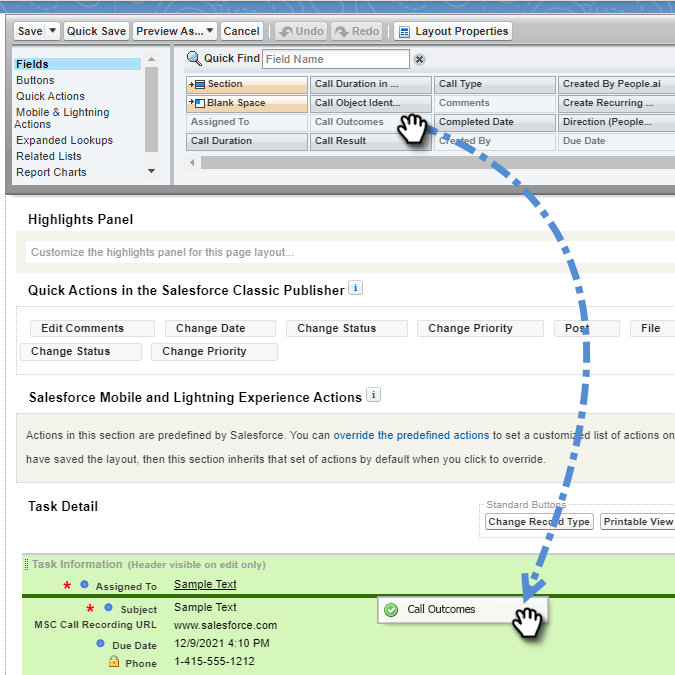 Save Quick Save Preview As... Cancel Undo Redo Layout Properties
Fields
Buttons
Quick Actions
Mobile & Lightning
Actions
Expanded Lookups
Related Lists
Report Charts
Quick Find Field Name
Section Call Duration in ... Call Type Created By People.ai
Blank Space Call Object Ident... Comments Create Recurring ...
Assigned To Call Outcomes Completed Date Direction (People...
Call Duration Call Result Created By Due Date
Highlights Panel
Customize the highlights panel for this page layout...
Quick Actions in the Salesforce Classic Publisher i
Edit Comments Change Date Change Status Change Priority Post File
Change Status Change Priority
Salesforce Mobile and Lightning Experience Actions i
Actions in this section are predefined by Salesforce. You can override the predefined actions to set a customized list of actions on
have saved the layout, then this section inherits that set of actions by default when you click to override.
Task Detail
Standard Buttons
Change Record Type Printable View
Task Information (Header visible on edit only)
* Assigned To Sample Text
* Subject Sample Text
Call Outcomes
MSC Call Recording URL www.salesforce.com
Due Date 12/9/2021 4:10 PM
Phone 1-415-555-1212